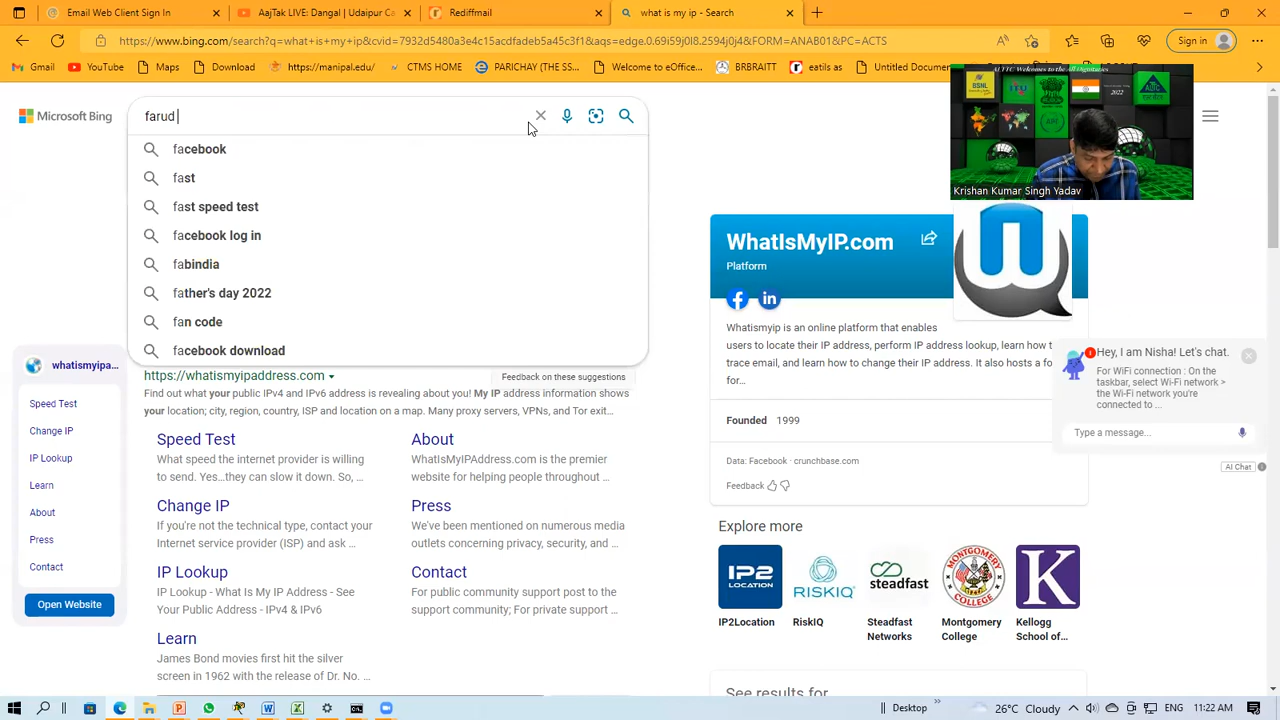 Email Web Client Sign In
AajTak LIVE: Dangal | Udaipur Ca
Rediffmail
what is my ip - Search
https://www.bing.com/search?q=what+is+my+ip&cvid=7932d5480a3e4c15acdfadeb5a45c3f1&aqs=edge.0.69i59j0l8.2594j0j4&FORM=ANAB01&PC=ACTS
Sign in
Gmail
YouTube
Maps
Download
https://manipal.edu/
CTMS HOME
PARICHAY (THE SS...
Welcome to eOffice...
BRBRAITT
eatils as
Untitled Documen
Microsoft Bing
farud
facebook
fast
fast speed test
facebook log in
fabindia
father's day 2022
fan code
facebook download
ALTTC Welcomes to the All Organisations
BSNL
ITU
2022
API
Krishan Kumar Singh Yadav
WhatIsMyIP.com
Platform
Whatismyip is an online platform that enables
users to locate their IP address, perform IP address lookup, learn how t
trace email, and learn how to change their IP address. It also hosts a fo
for...
Founded 1999
Data: Facebook · crunchbase.com
Feedback
Hey, I am Nisha! Let's chat.
For WiFi connection : On the
taskbar, select Wi-Fi network >
the Wi-Fi network you're
connected to ...
Type a message...
AI Chat
whatismyipa...
Speed Test
Change IP
IP Lookup
Learn
About
Press
Contact
Open Website
https://whatismyipaddress.com
Feedback on these suggestions
Find out what your public IPv4 and IPv6 address is revealing about you! My IP address information shows
your location; city, region, country, ISP and location on a map. Many proxy servers, VPNs, and Tor exit...
Speed Test
What speed the internet provider is willing
to send. Yes…they can slow it down. So, ...
About
WhatIsMyIPAddress.com is the premier
website for helping people throughout ...
Change IP
If you're not the technical type, contact your
Internet service provider (ISP) and ask ...
Press
We've been mentioned on numerous media
outlets concerning privacy, security, and ...
IP Lookup
IP Lookup - What Is My IP Address - See
Your Public Address - IPv4 & IPv6
Contact
For public community support post to the
support community; For private support ...
Learn
James Bond movies first hit the silver
screen in 1962 with the release of Dr. No. ...
Explore more
IP2
LOCATION
RISKIQ
steadfast
MONTGOMERY
COLLEGE
K
IP2Location
RiskIQ
Steadfast
Networks
Montgomery
College
Kellogg
School of...
See results for
Desktop
26°C Cloudy
ENG
11:22 AM